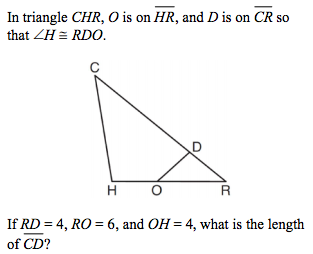 In triangle CHR, O is on HR, and D is on CR so
that ∠H ≅ RDO.
C
D
H O R
If RD = 4, RO = 6, and OH = 4, what is the length
of CD?